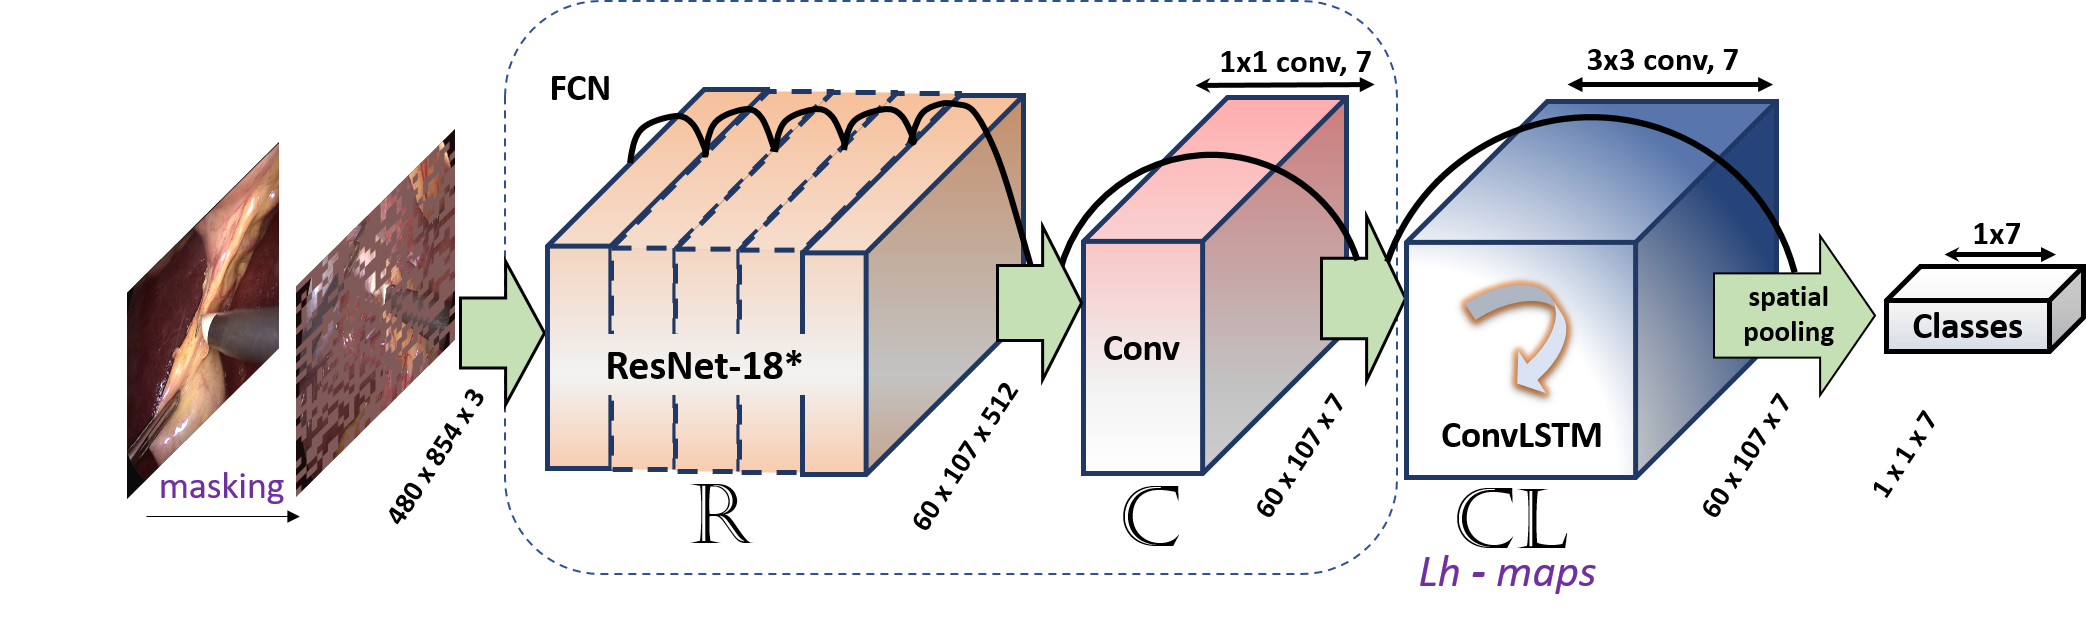 FCN
1x1 conv, 7
3x3 conv, 7
1x7
masking
480 x 854 x 3
ResNet-18*
R
60 x 107 x 512
Conv
C
60 x 107 x 7
ConvLSTM
CL
Lh - maps
60 x 107 x 7
spatial
pooling
Classes
1 x 1 x 7